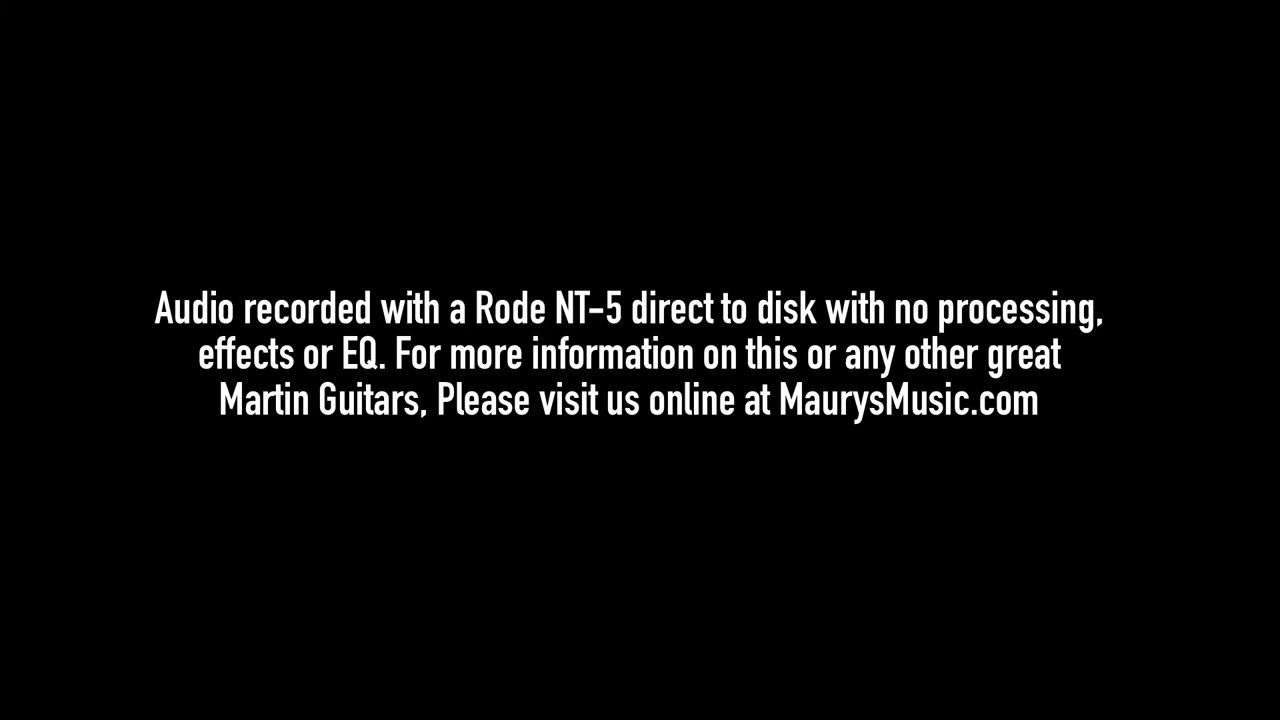 Audio recorded with a Rode NT-5 direct to disk with no processing,
effects or EQ. For more information on this or any other great
Martin Guitars, Please visit us online at MaurysMusic.com